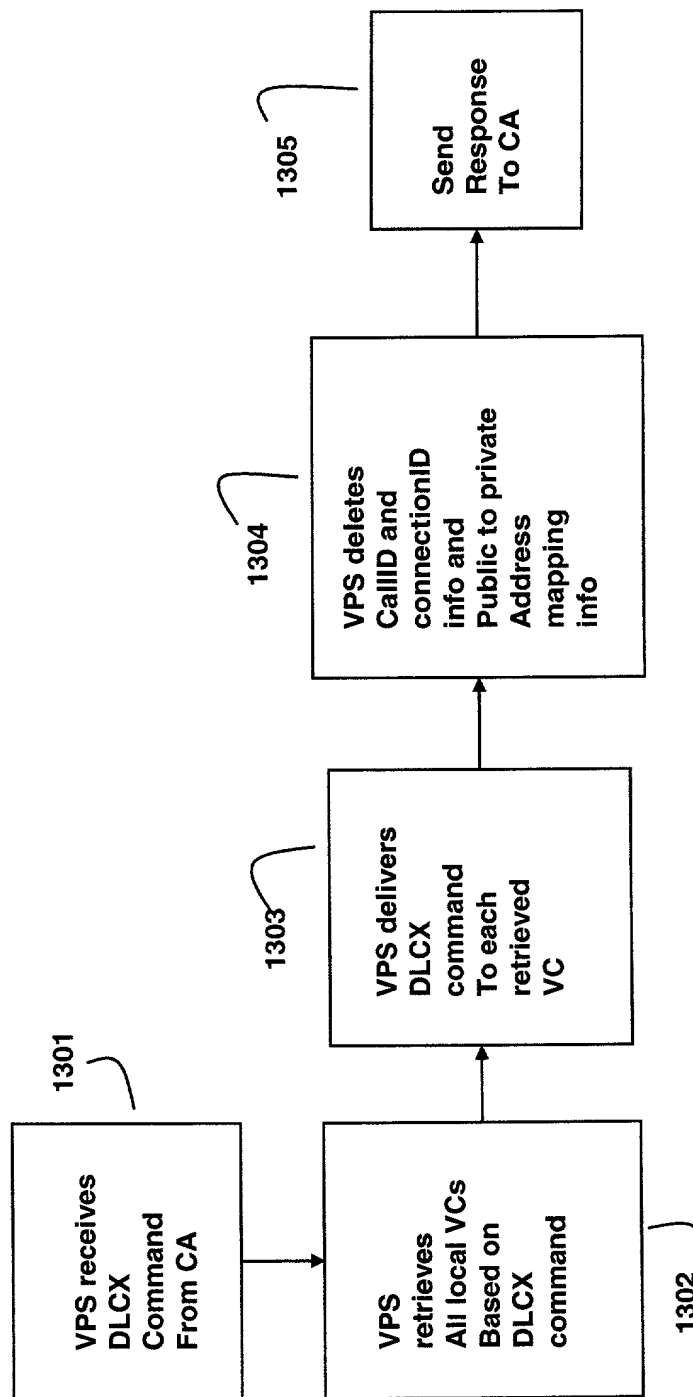 1301
VPS receives
DLCX
Command
From CA
VPS
retrieves
All local VCs
Based on
DLCX
command
1302
1303
VPS delivers
DLCX
command
To each
retrieved
VC
1304
VPS deletes
CallID and
connectionID
info and
Public to private
Address
mapping
info
1305
Send
Response
To CA